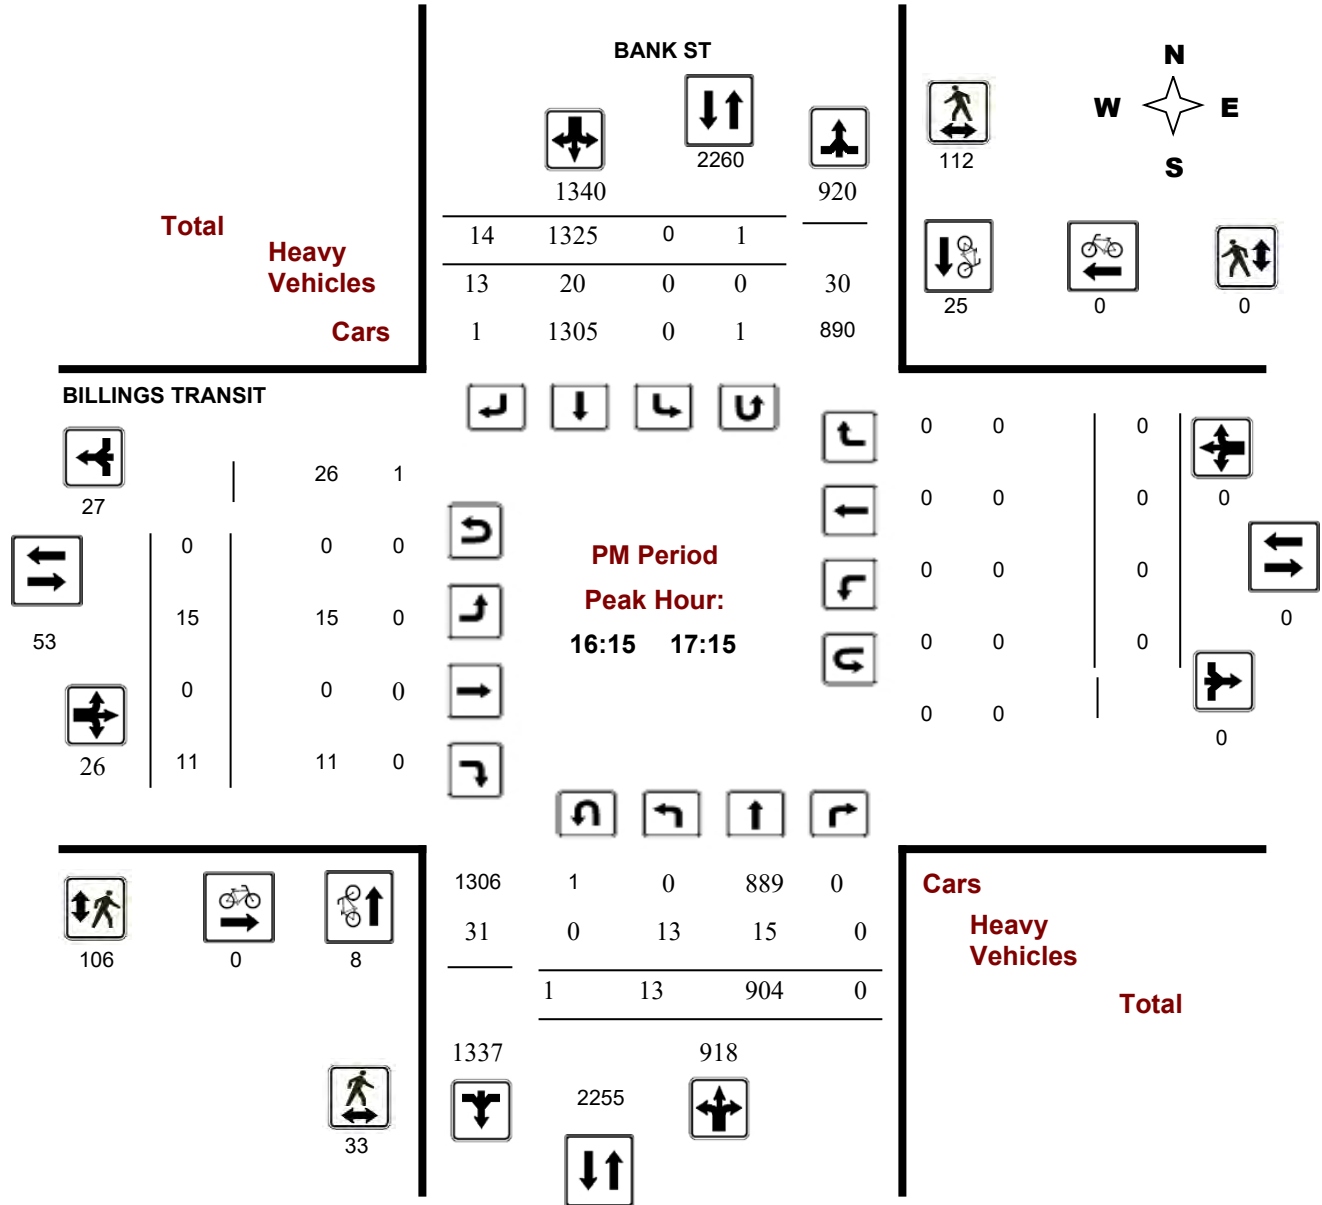 BANK ST
N
W E
S
2260
112
1340
920
Total
14 1325 0 1
Heavy
Vehicles
13 20 0 0 30
25 0 0
Cars
1 1305 0 1 890
BILLINGS TRANSIT
0 0 0
26 1
27
0 0 0 0
0 0 0
PM Period
0 0 0
Peak Hour:
15 15 0
0
53
16:15 17:15
0 0 0
0 0 0
0 0
0
26
11 11 0
1306 1 0 889 0
Cars
31 0 13 15 0
Heavy
Vehicles
106 0 8
1 13 904 0
Total
1337 918
2255
33